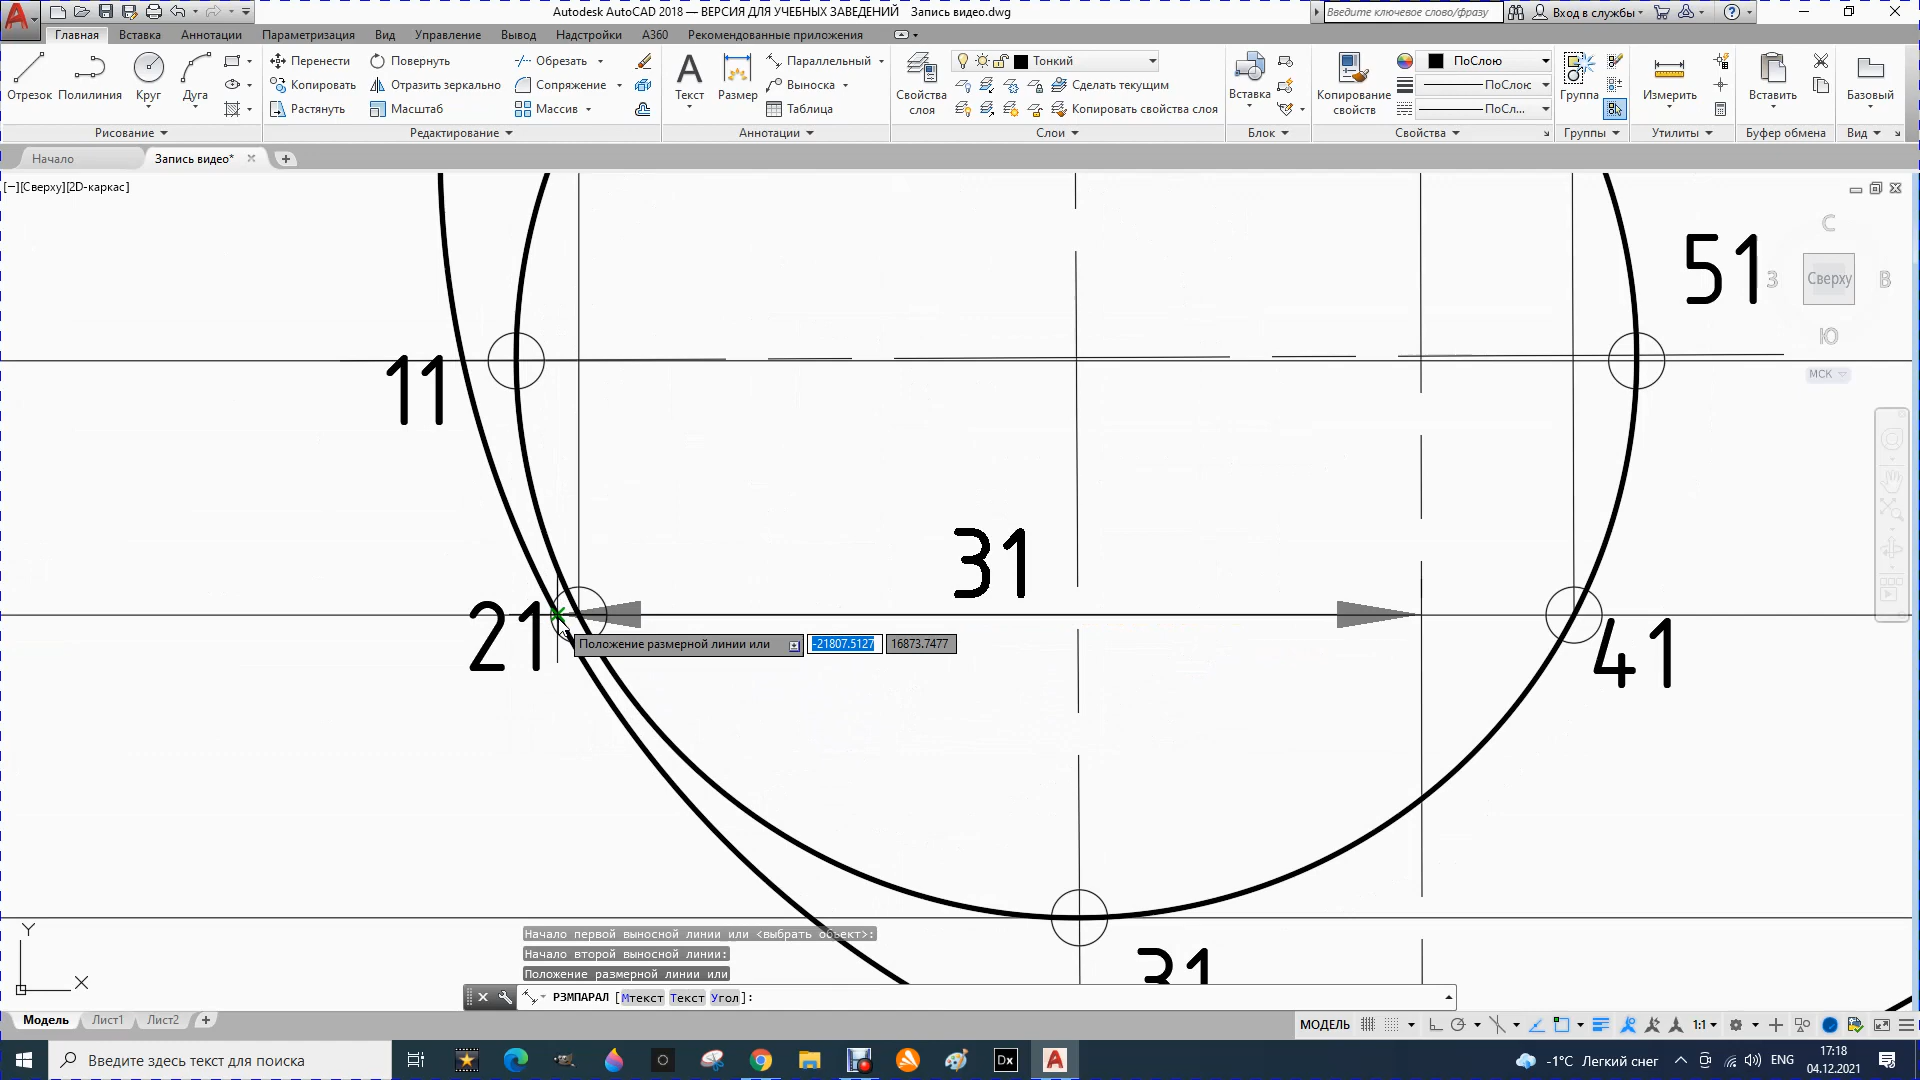 Autodesk AutoCAD 2018 — ВЕРСИЯ ДЛЯ УЧЕБНЫХ ЗАВЕДЕНИЙ Запись видео.dwg
Введите ключевое слово/фразу
Вход в службы
Главная Вставка Аннотации Параметризация Вид Управление Вывод Надстройки A360 Рекомендованные приложения
Отрезок Полилиния Круг Дуга
Перенести Повернуть Обрезать
Копировать Отразить зеркально Сопряжение
Растянуть Масштаб Массив
Текст Размер
Параллельный
Выноска
Таблица
Свойства слоя
Тонкий
Сделать текущим
Копировать свойства слоя
Вставка
Копирование свойств
ПоСлою
ПоСлою
ПоСл...
Группа
Измерить
Вставить
Базовый
Рисование Редактирование Аннотации Слои Блок Свойства Группы Утилиты Буфер обмена Вид
Начало Запись видео*
[−][Сверху][2D-каркас]
С
З Сверху В
Ю
МСК
51
11
31
21
41
31
Положение размерной линии или -21807.5127 16873.7477
Y
X
Начало первой выносной линии или <выбрать объект>:
Начало второй выносной линии:
Положение размерной линии или
РЗМПАРАЛ [Мтекст Текст Угол]:
Модель Лист1 Лист2
МОДЕЛЬ 1:1
Введите здесь текст для поиска
Dx
-1°C Легкий снег
ENG
17:18
04.12.2021